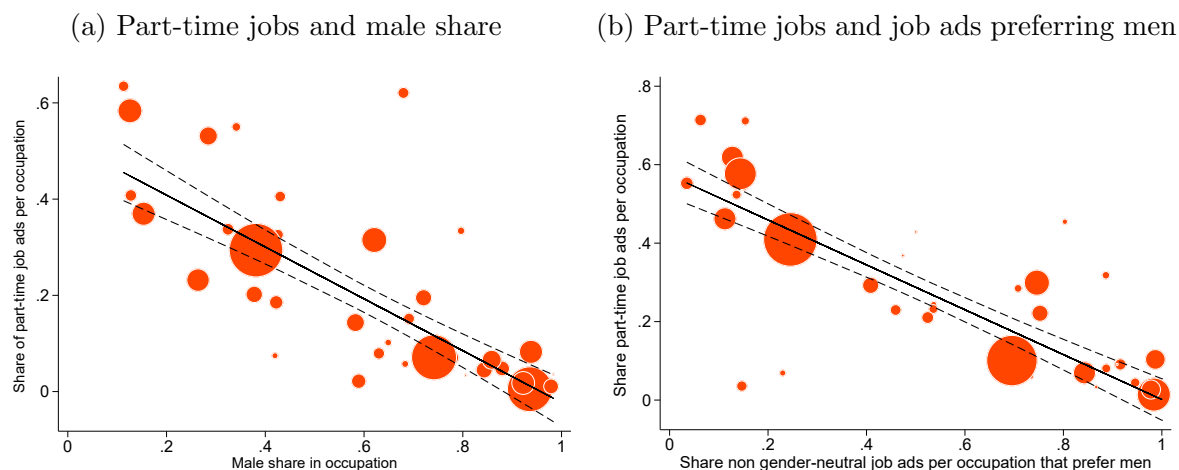 (a) Part-time jobs and male share
Share of part-time job ads per occupation
.6
.4
.2
0
0 .2 .4 .6 .8 1
Male share in occupation
(b) Part-time jobs and job ads preferring men
Share part-time job ads per occupation
.8
.6
.4
.2
0
0 .2 .4 .6 .8 1
Share non gender-neutral job ads per occupation that prefer men